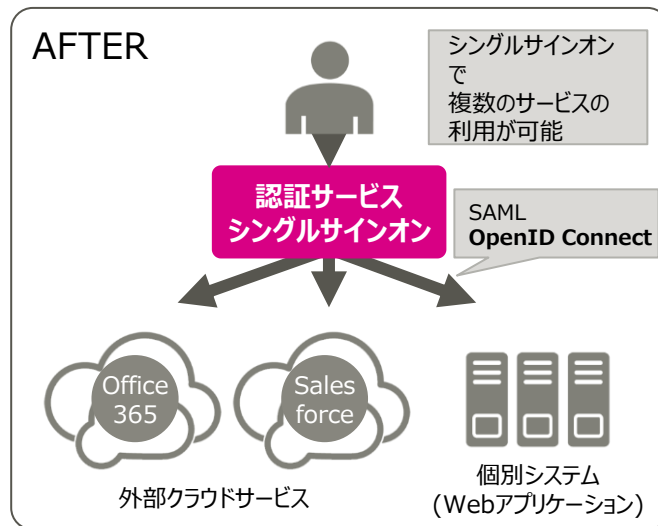 AFTER
シングルサインオン
で
複数のサービスの
利用が可能
認証サービス
シングルサインオン
SAML
OpenID Connect
Office
365
Sales
force
外部クラウドサービス
個別システム
(Webアプリケーション)